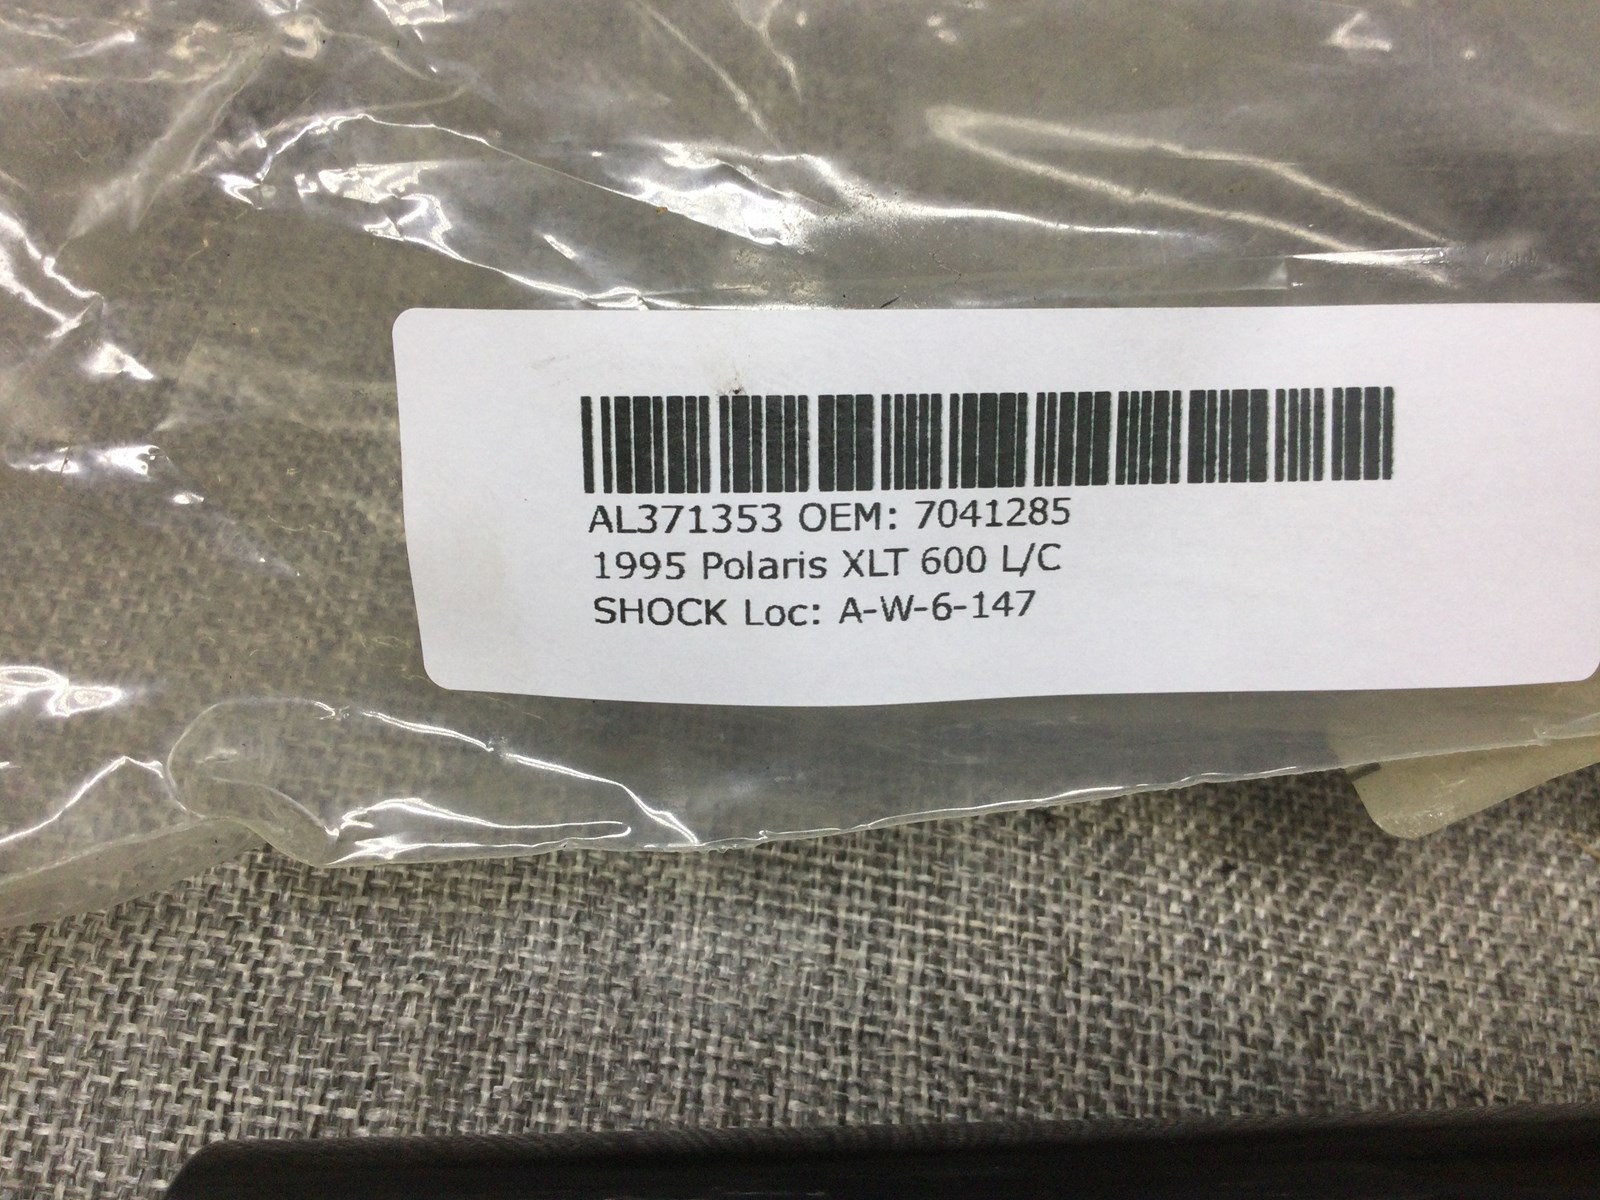 AL371353 OEM: 7041285
1995 Polaris XLT 600 L/C
SHOCK Loc: A-W-6-147